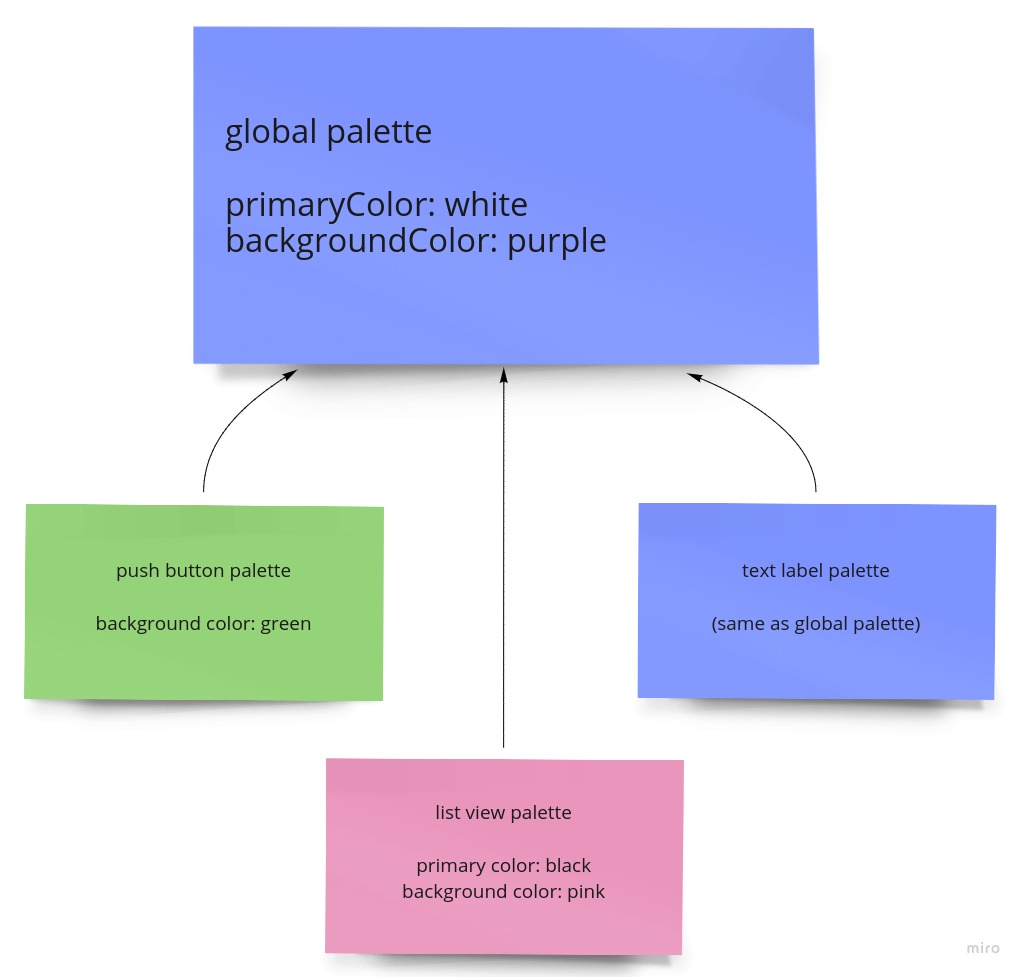 global palette
primaryColor: white
backgroundColor: purple
push button palette
background color: green
text label palette
(same as global palette)
list view palette
primary color: black
background color: pink
miro